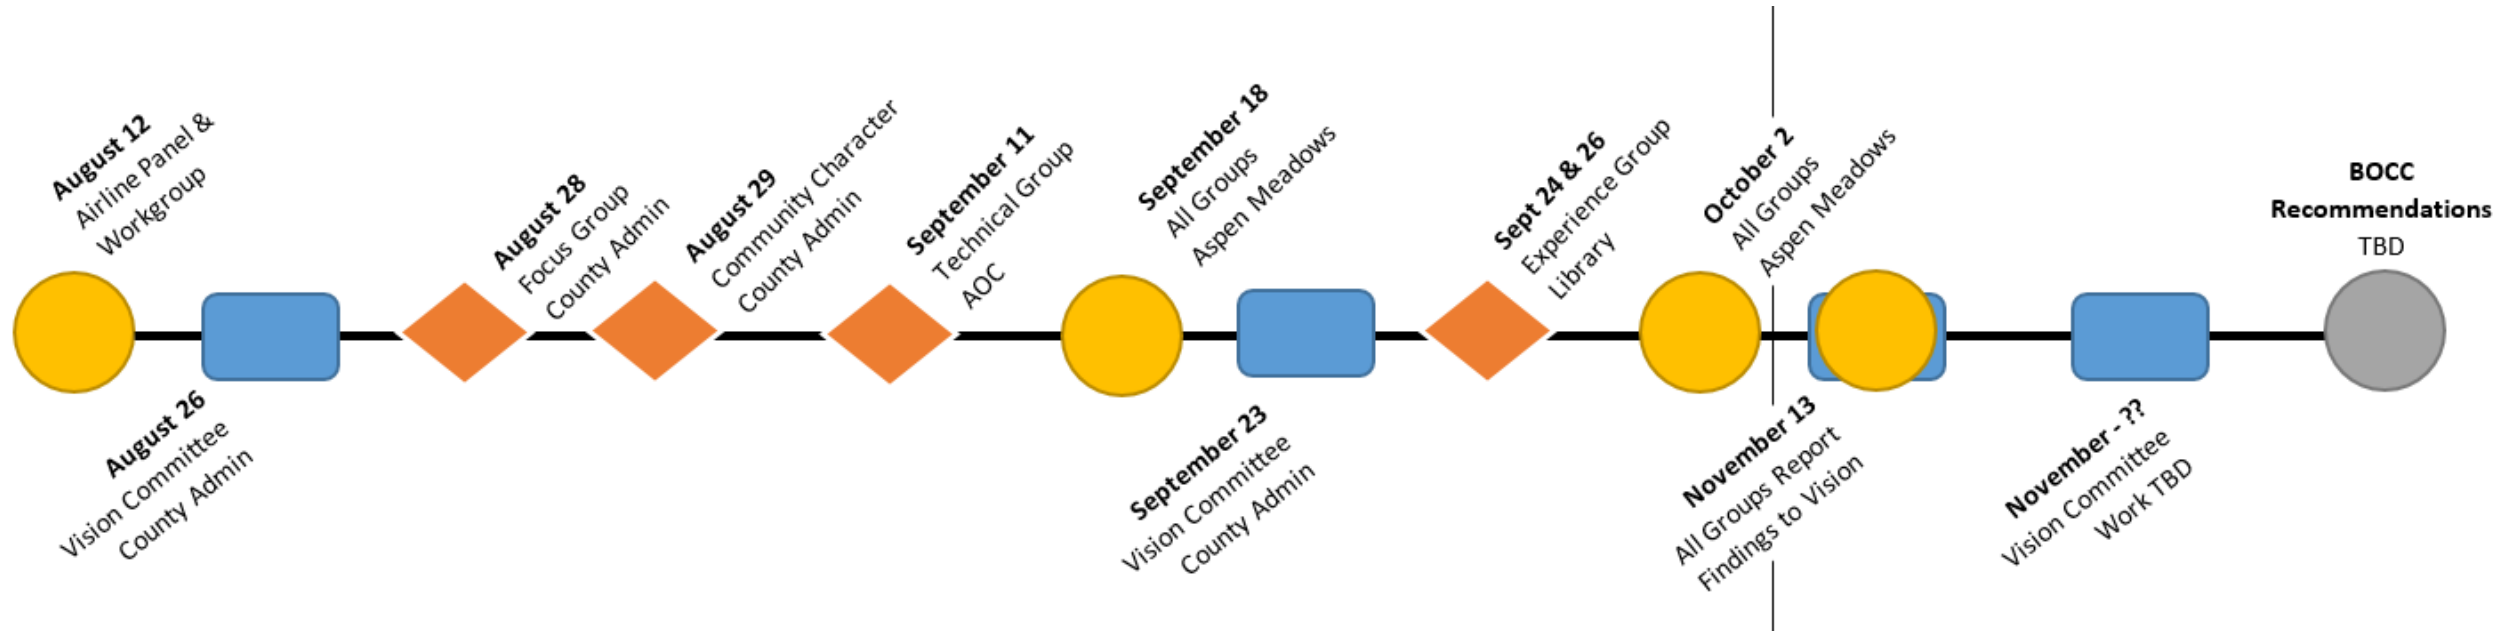 August 12
Airline Panel &
Workgroup
August 26
Vision Committee
County Admin
August 28
Focus Group
County Admin
August 29
Community Character
County Admin
September 11
Technical Group
AOC
September 18
All Groups
Aspen Meadows
September 23
Vision Committee
County Admin
Sept 24 & 26
Experience Group
Library
October 2
All Groups
Aspen Meadows
November 13
All Groups Report
Findings to Vision
November - ??
Vision Committee
Work TBD
BOCC
Recommendations
TBD